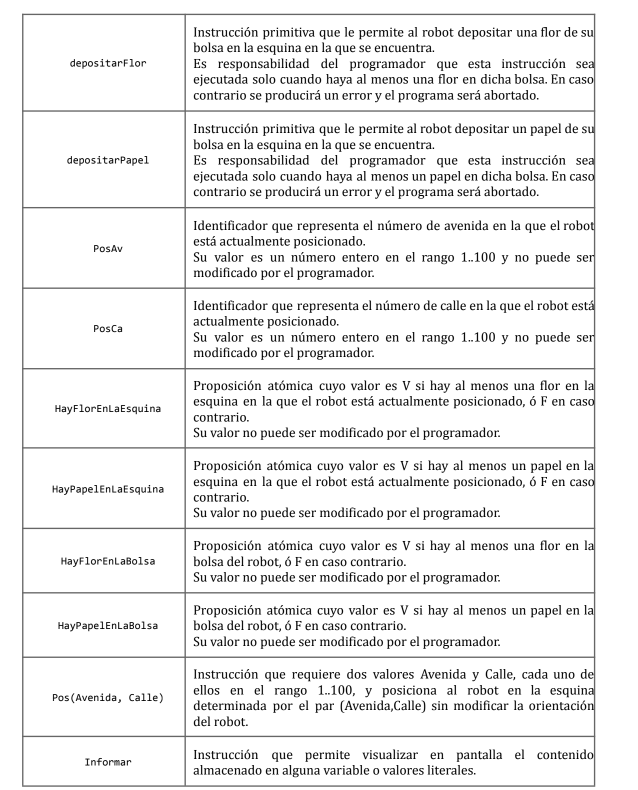 depositarFlor
Instrucción primitiva que le permite al robot depositar una flor de su
bolsa en la esquina en la que se encuentra.
Es responsabilidad del programador que esta instrucción sea
ejecutada solo cuando haya al menos una flor en dicha bolsa. En caso
contrario se producirá un error y el programa será abortado.
depositarPapel
Instrucción primitiva que le permite al robot depositar un papel de su
bolsa en la esquina en la que se encuentra.
Es responsabilidad del programador que esta instrucción sea
ejecutada solo cuando haya al menos un papel en dicha bolsa. En caso
contrario se producirá un error y el programa será abortado.
PosAv
Identificador que representa el número de avenida en la que el robot
está actualmente posicionado.
Su valor es un número entero en el rango 1..100 y no puede ser
modificado por el programador.
PosCa
Identificador que representa el número de calle en la que el robot está
actualmente posicionado.
Su valor es un número entero en el rango 1..100 y no puede ser
modificado por el programador.
HayFlorEnLaEsquina
Proposición atómica cuyo valor es V si hay al menos una flor en la
esquina en la que el robot está actualmente posicionado, ó F en caso
contrario.
Su valor no puede ser modificado por el programador.
HayPapelEnLaEsquina
Proposición atómica cuyo valor es V si hay al menos un papel en la
esquina en la que el robot está actualmente posicionado, ó F en caso
contrario.
Su valor no puede ser modificado por el programador.
HayFlorEnLaBolsa
Proposición atómica cuyo valor es V si hay al menos una flor en la
bolsa del robot, ó F en caso contrario.
Su valor no puede ser modificado por el programador.
HayPapelEnLaBolsa
Proposición atómica cuyo valor es V si hay al menos un papel en la
bolsa del robot, ó F en caso contrario.
Su valor no puede ser modificado por el programador.
Pos(Avenida, Calle)
Instrucción que requiere dos valores Avenida y Calle, cada uno de
ellos en el rango 1..100, y posiciona al robot en la esquina
determinada por el par (Avenida,Calle) sin modificar la orientación
del robot.
Informar
Instrucción que permite visualizar en pantalla el contenido
almacenado en alguna variable o valores literales.